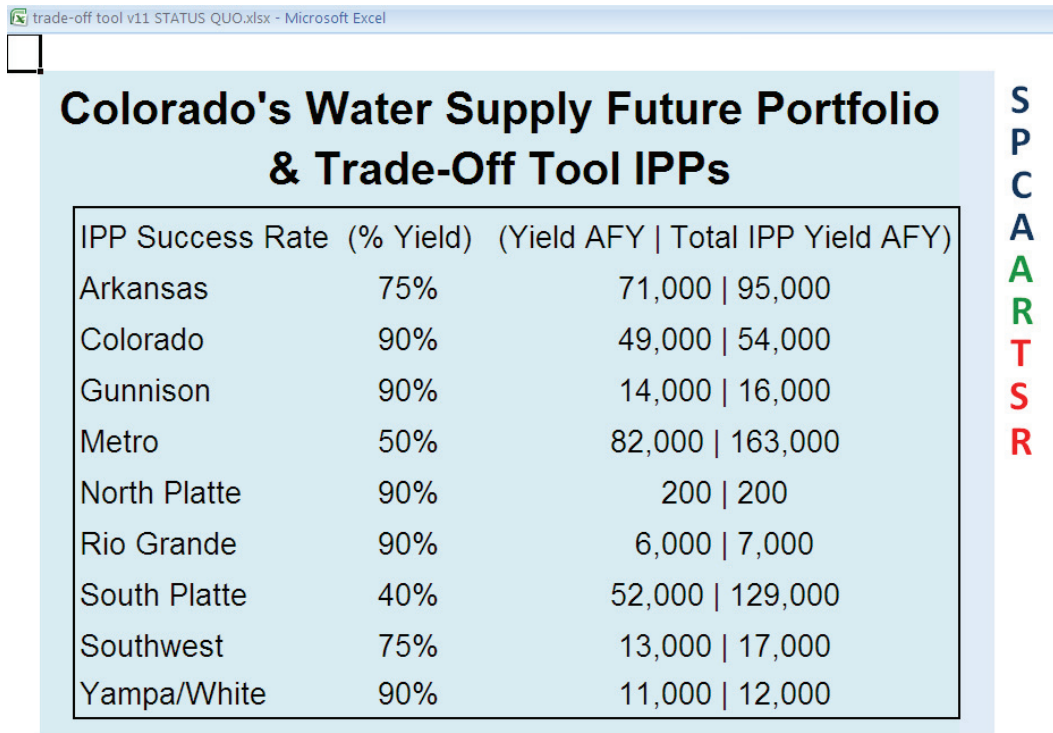 trade-off tool v11 STATUS QUO.xlsx - Microsoft Excel
Colorado's Water Supply Future Portfolio
& Trade-Off Tool IPPs
IPP Success Rate (% Yield) (Yield AFY | Total IPP Yield AFY)
Arkansas 75% 71,000 | 95,000
Colorado 90% 49,000 | 54,000
Gunnison 90% 14,000 | 16,000
Metro 50% 82,000 | 163,000
North Platte 90% 200 | 200
Rio Grande 90% 6,000 | 7,000
South Platte 40% 52,000 | 129,000
Southwest 75% 13,000 | 17,000
Yampa/White 90% 11,000 | 12,000
S
P
C
A
A
R
T
S
R